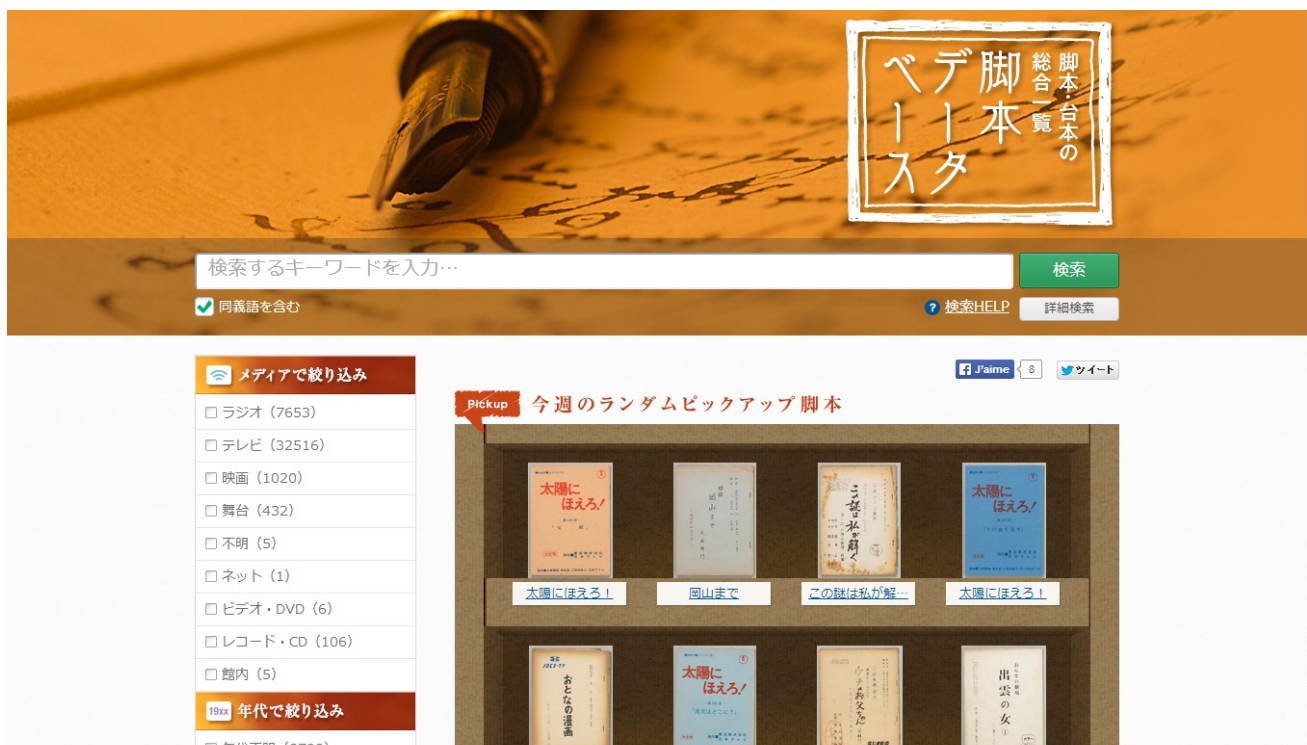 脚本・台本の
総合一覧
脚本
データ
ベース
検索するキーワードを入力…
検索
同義語を含む
? 検索HELP
詳細検索
メディアで絞り込み
ラジオ（7653）
テレビ（32516）
映画（1020）
舞台（432）
不明（5）
ネット（1）
ビデオ・DVD（6）
レコード・CD（106）
館内（5）
19xx 年代で絞り込み
J'aime 8
ツイート
Pickup 今週のランダムピックアップ脚本
太陽に
ほえろ!
岡山まで
この謎は私が解く
太陽に
ほえろ!
太陽にほえろ！
岡山まで
この謎は私が解…
太陽にほえろ！
JOCX-TV
おとなの漫画
太陽に
ほえろ!
出雲の女